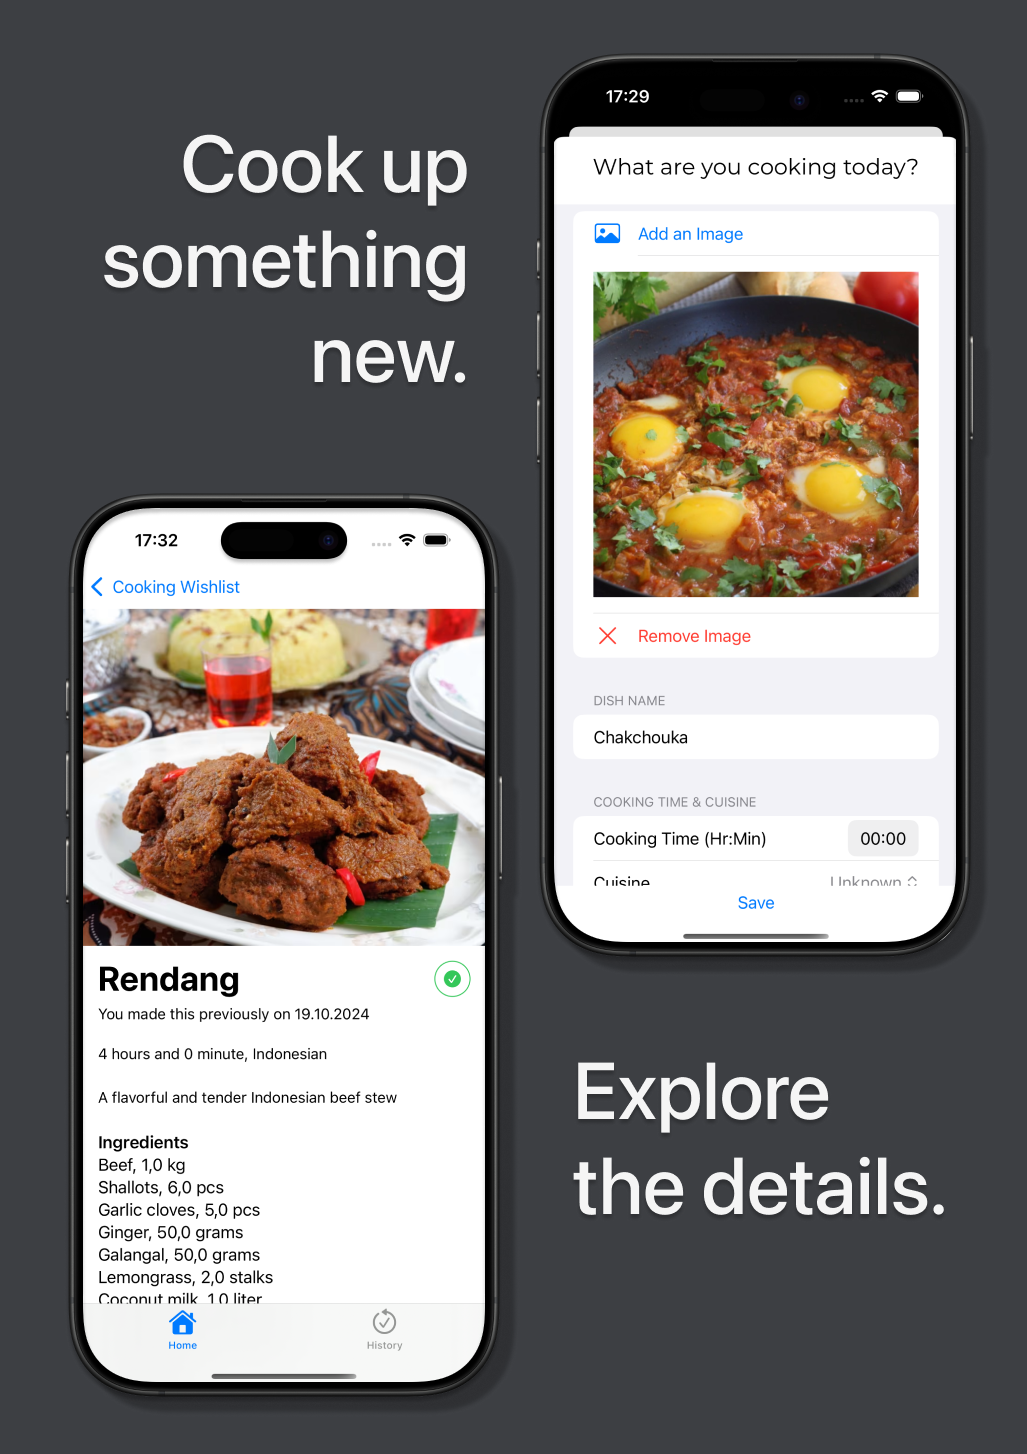 Cook up
something
new.
17:29
What are you cooking today?
Add an Image
Remove Image
DISH NAME
Chakchouka
COOKING TIME & CUISINE
Cooking Time (Hr:Min)
00:00
Cuisine
Unknown
Save
17:32
Cooking Wishlist
Rendang
You made this previously on 19.10.2024
4 hours and 0 minute, Indonesian
A flavorful and tender Indonesian beef stew
Ingredients
Beef, 1,0 kg
Shallots, 6,0 pcs
Garlic cloves, 5,0 pcs
Ginger, 50,0 grams
Galangal, 50,0 grams
Lemongrass, 2,0 stalks
Coconut milk, 1,0 liter
Home
History
Explore
the details.